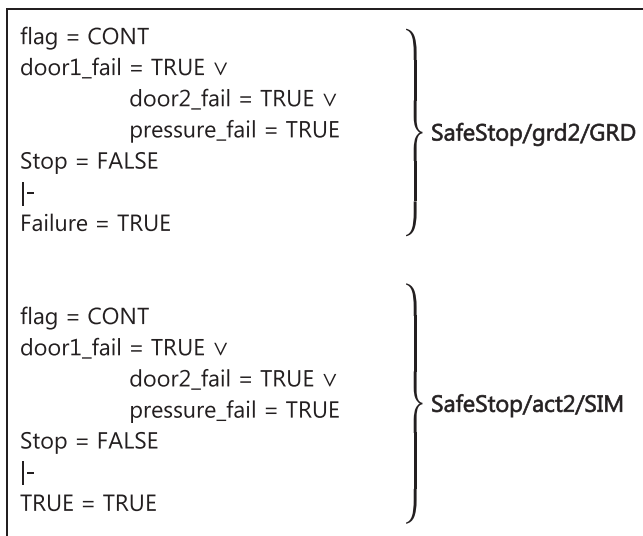 flag = CONT
door1_fail = TRUE ∨
door2_fail = TRUE ∨
pressure_fail = TRUE
Stop = FALSE
|-
Failure = TRUE
SafeStop/grd2/GRD
flag = CONT
door1_fail = TRUE ∨
door2_fail = TRUE ∨
pressure_fail = TRUE
Stop = FALSE
|-
TRUE = TRUE
SafeStop/act2/SIM